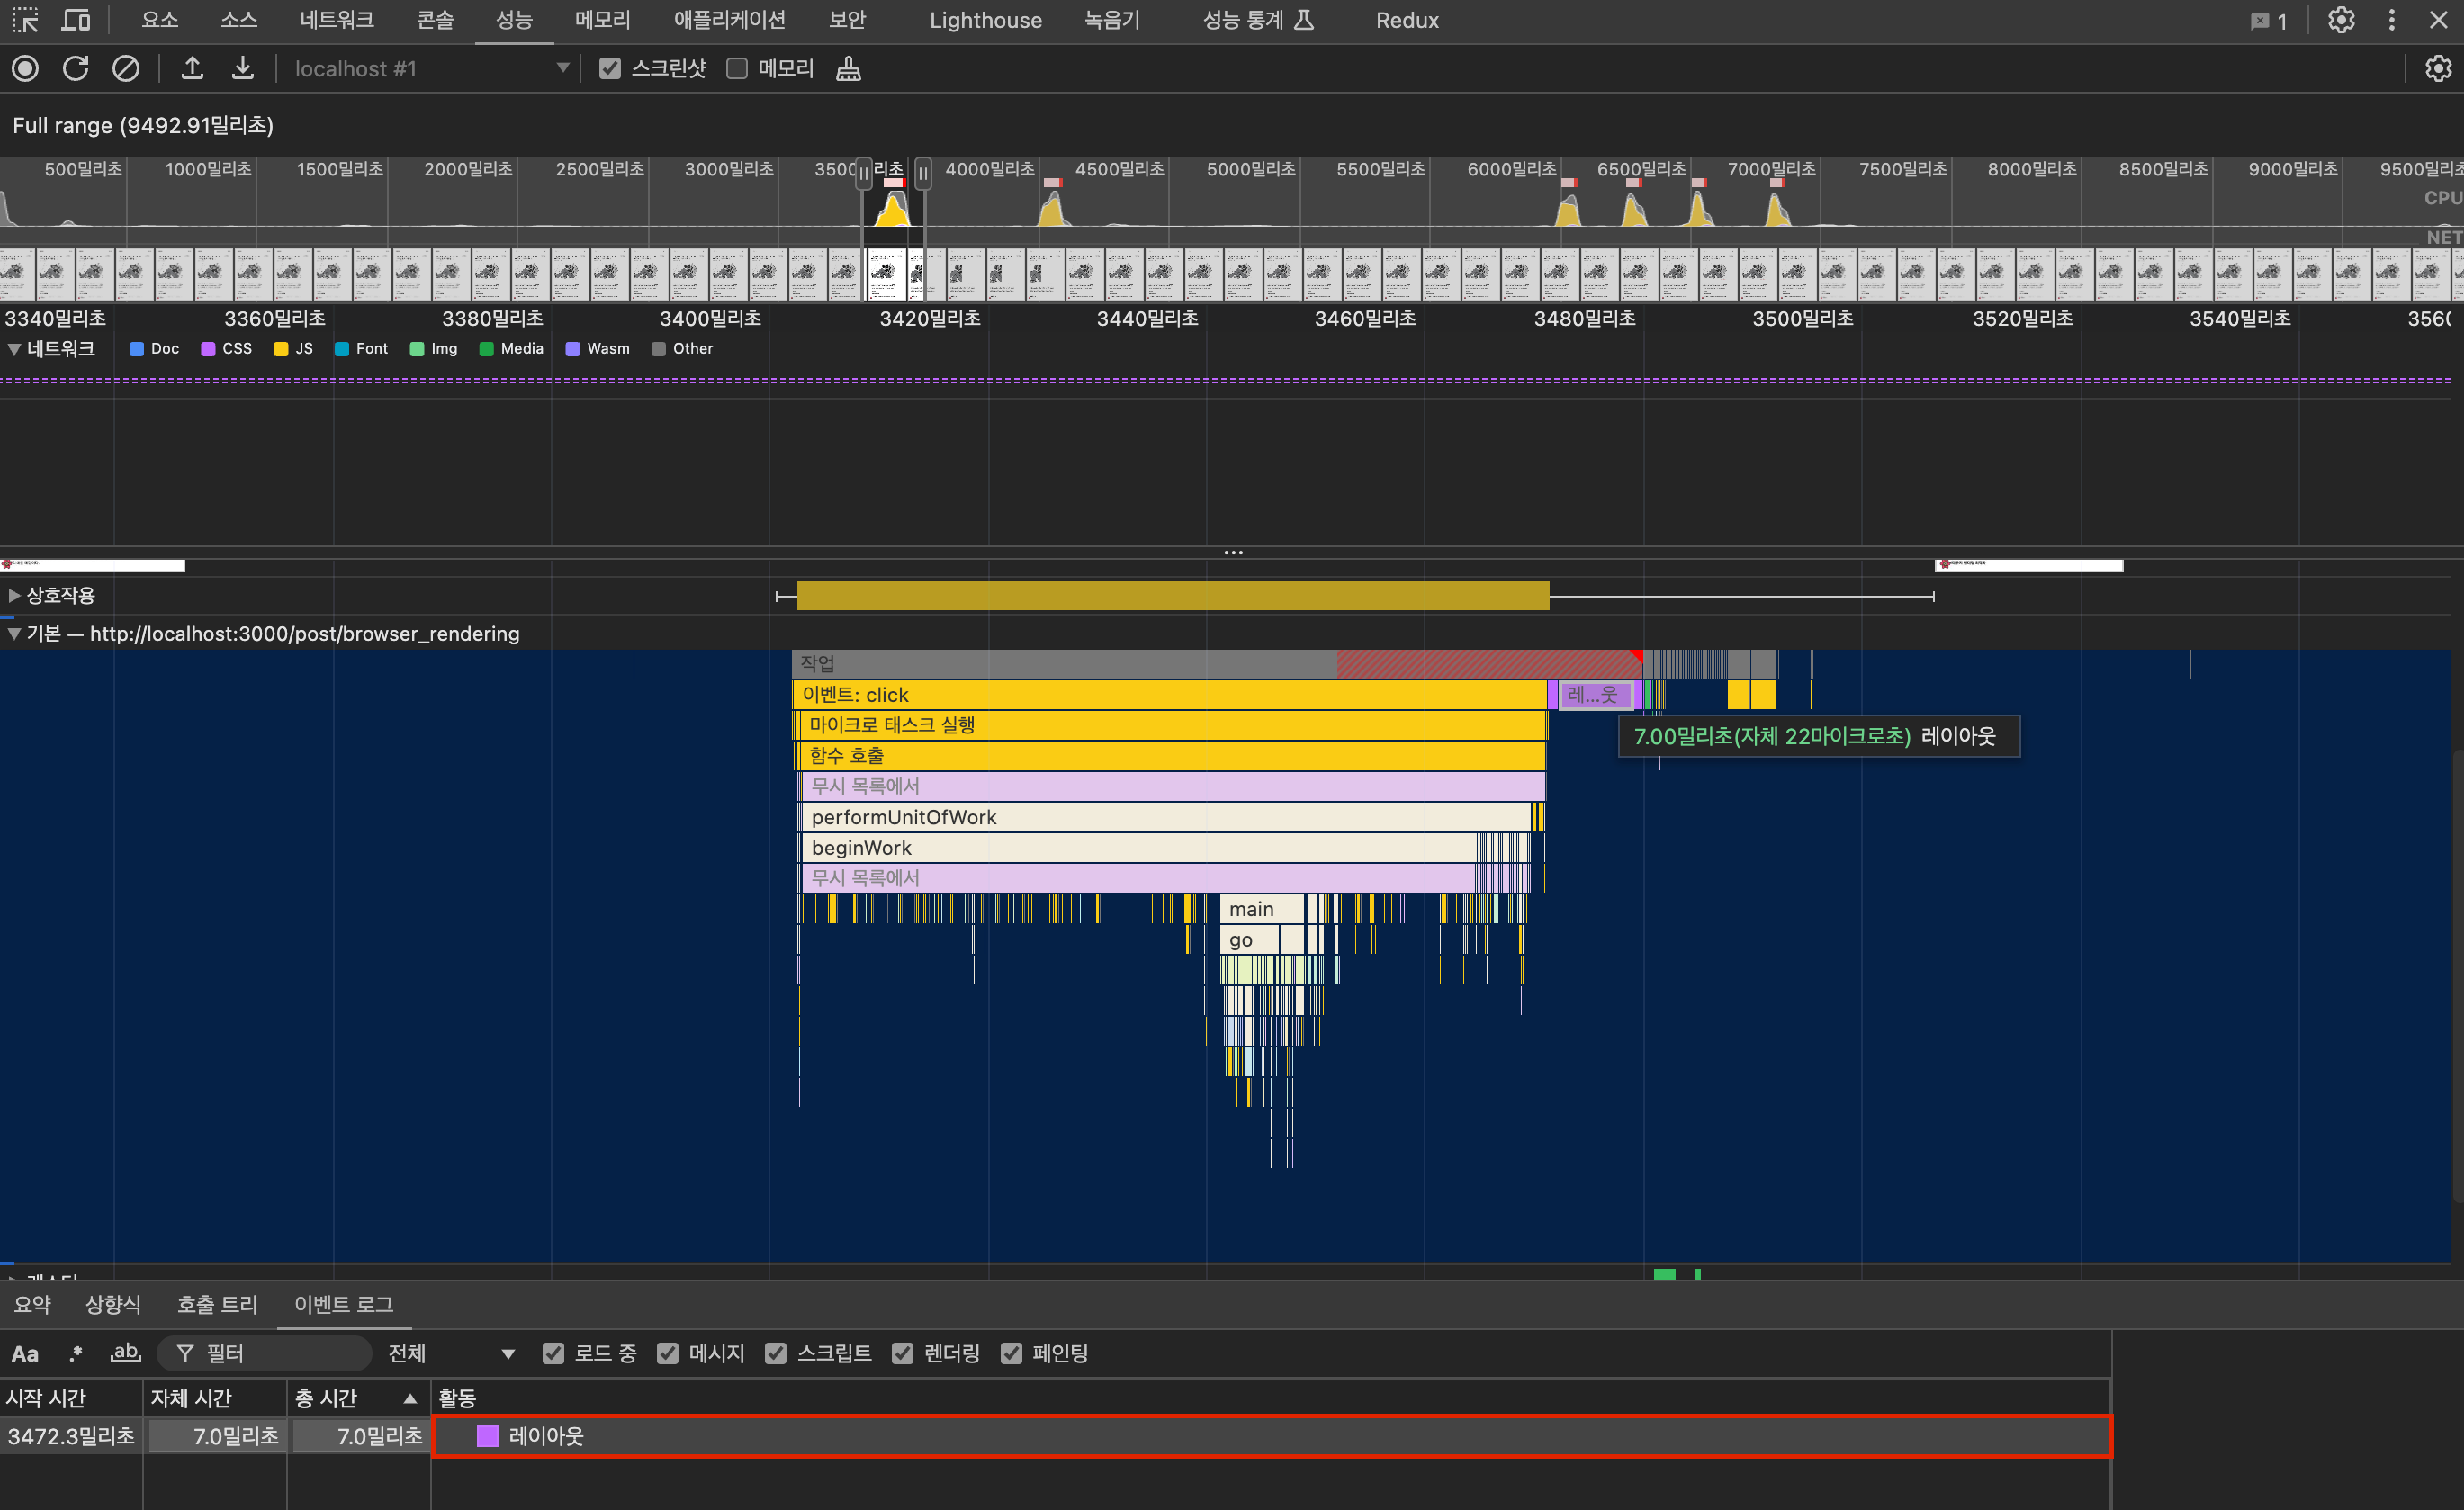 요소 소스 네트워크 콘솔 성능 메모리 애플리케이션 보안 Lighthouse 녹음기 성능 통계 Redux 1
localhost #1 스크린샷 메모리
Full range (9492.91밀리초)
500밀리초 1000밀리초 1500밀리초 2000밀리초 2500밀리초 3000밀리초 3500 리초 4000밀리초 4500밀리초 5000밀리초 5500밀리초 6000밀리초 6500밀리초 7000밀리초 7500밀리초 8000밀리초 8500밀리초 9000밀리초 9500밀리초
CPU
NET
3340밀리초 3360밀리초 3380밀리초 3400밀리초 3420밀리초 3440밀리초 3460밀리초 3480밀리초 3500밀리초 3520밀리초 3540밀리초 356
네트워크 Doc CSS JS Font Img Media Wasm Other
상호작용
기본 — http://localhost:3000/post/browser_rendering
작업
이벤트: click 레...웃
마이크로 태스크 실행
7.00밀리초(자체 22마이크로초) 레이아웃
함수 호출
무시 목록에서
performUnitOfWork
beginWork
무시 목록에서
main
go
요약 상향식 호출 트리 이벤트 로그
Aa .* ab 필터 전체 로드 중 메시지 스크립트 렌더링 페인팅
시작 시간 자체 시간 총 시간 활동
3472.3밀리초 7.0밀리초 7.0밀리초 레이아웃